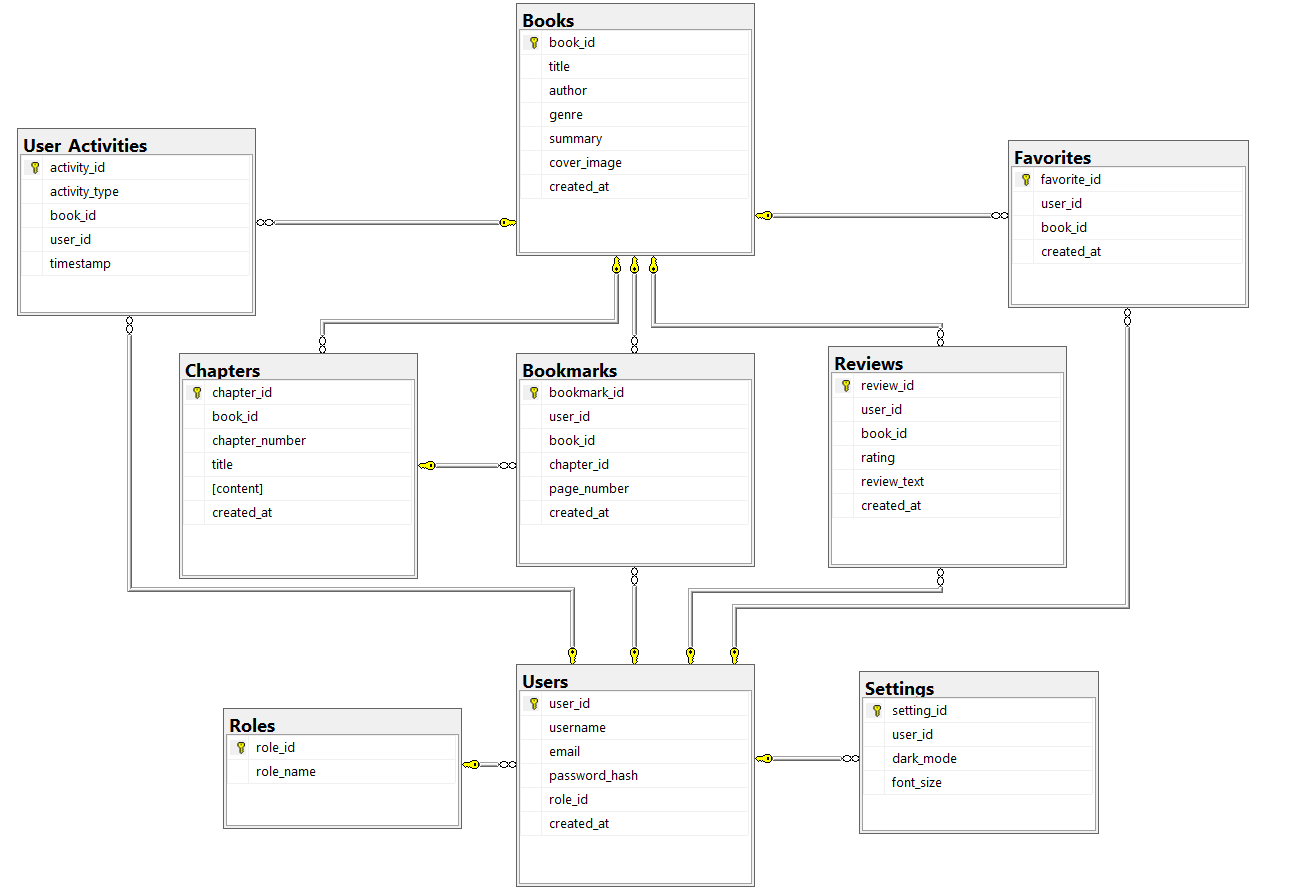 Books
book_id
title
author
genre
summary
cover_image
created_at
User_Activities
activity_id
activity_type
book_id
user_id
timestamp
Favorites
favorite_id
user_id
book_id
created_at
Chapters
chapter_id
book_id
chapter_number
title
[content]
created_at
Bookmarks
bookmark_id
user_id
book_id
chapter_id
page_number
created_at
Reviews
review_id
user_id
book_id
rating
review_text
created_at
Roles
role_id
role_name
Users
user_id
username
email
password_hash
role_id
created_at
Settings
setting_id
user_id
dark_mode
font_size